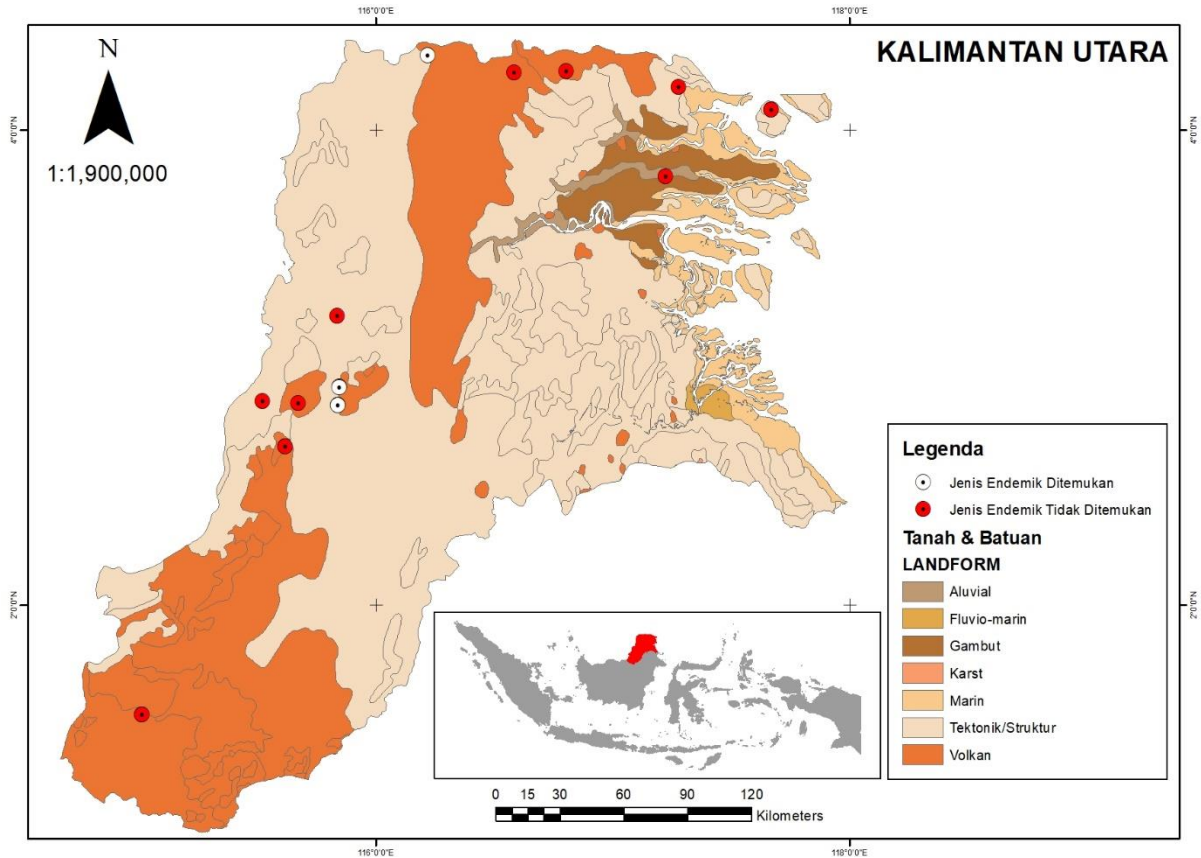 116°0'0"E
118°0'0"E
N
KALIMANTAN UTARA
4°0'0"N
4°0'0"N
1:1,900,000
Legenda
Jenis Endemik Ditemukan
Jenis Endemik Tidak Ditemukan
Tanah & Batuan
LANDFORM
Aluvial
Fluvio-marin
Gambut
Karst
Marin
Tektonik/Struktur
Volkan
2°0'0"N
2°0'0"N
0 15 30 60 90 120
Kilometers
116°0'0"E
118°0'0"E